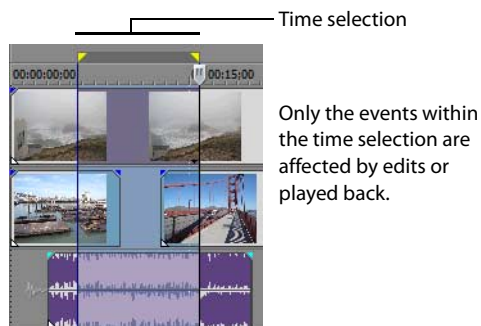 Time selection
00:00:00;00
00:15;00
Only the events within
the time selection are
affected by edits or
played back.